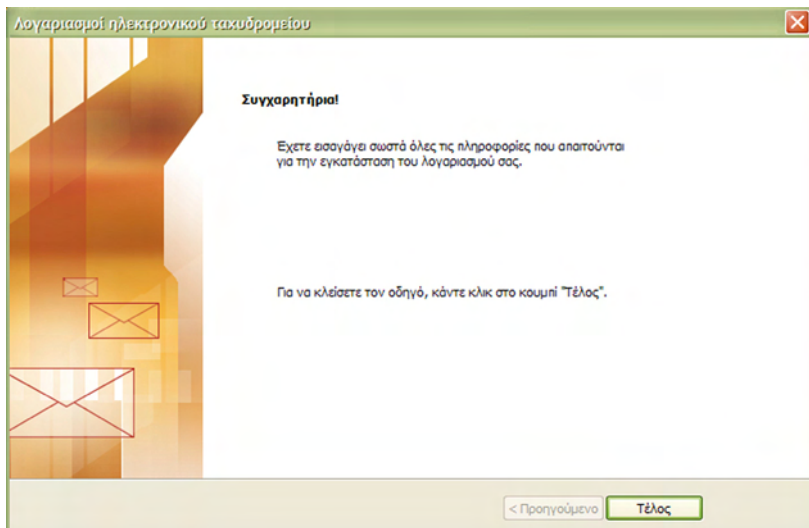 Λογαριασμοί ηλεκτρονικού ταχυδρομείου
Συγχαρητήρια!
Έχετε εισαγάγει σωστά όλες τις πληροφορίες που απαιτούνται
για την εγκατάσταση του λογαριασμού σας.
Για να κλείσετε τον οδηγό, κάντε κλικ στο κουμπί "Τέλος".
< Προηγούμενο Τέλος